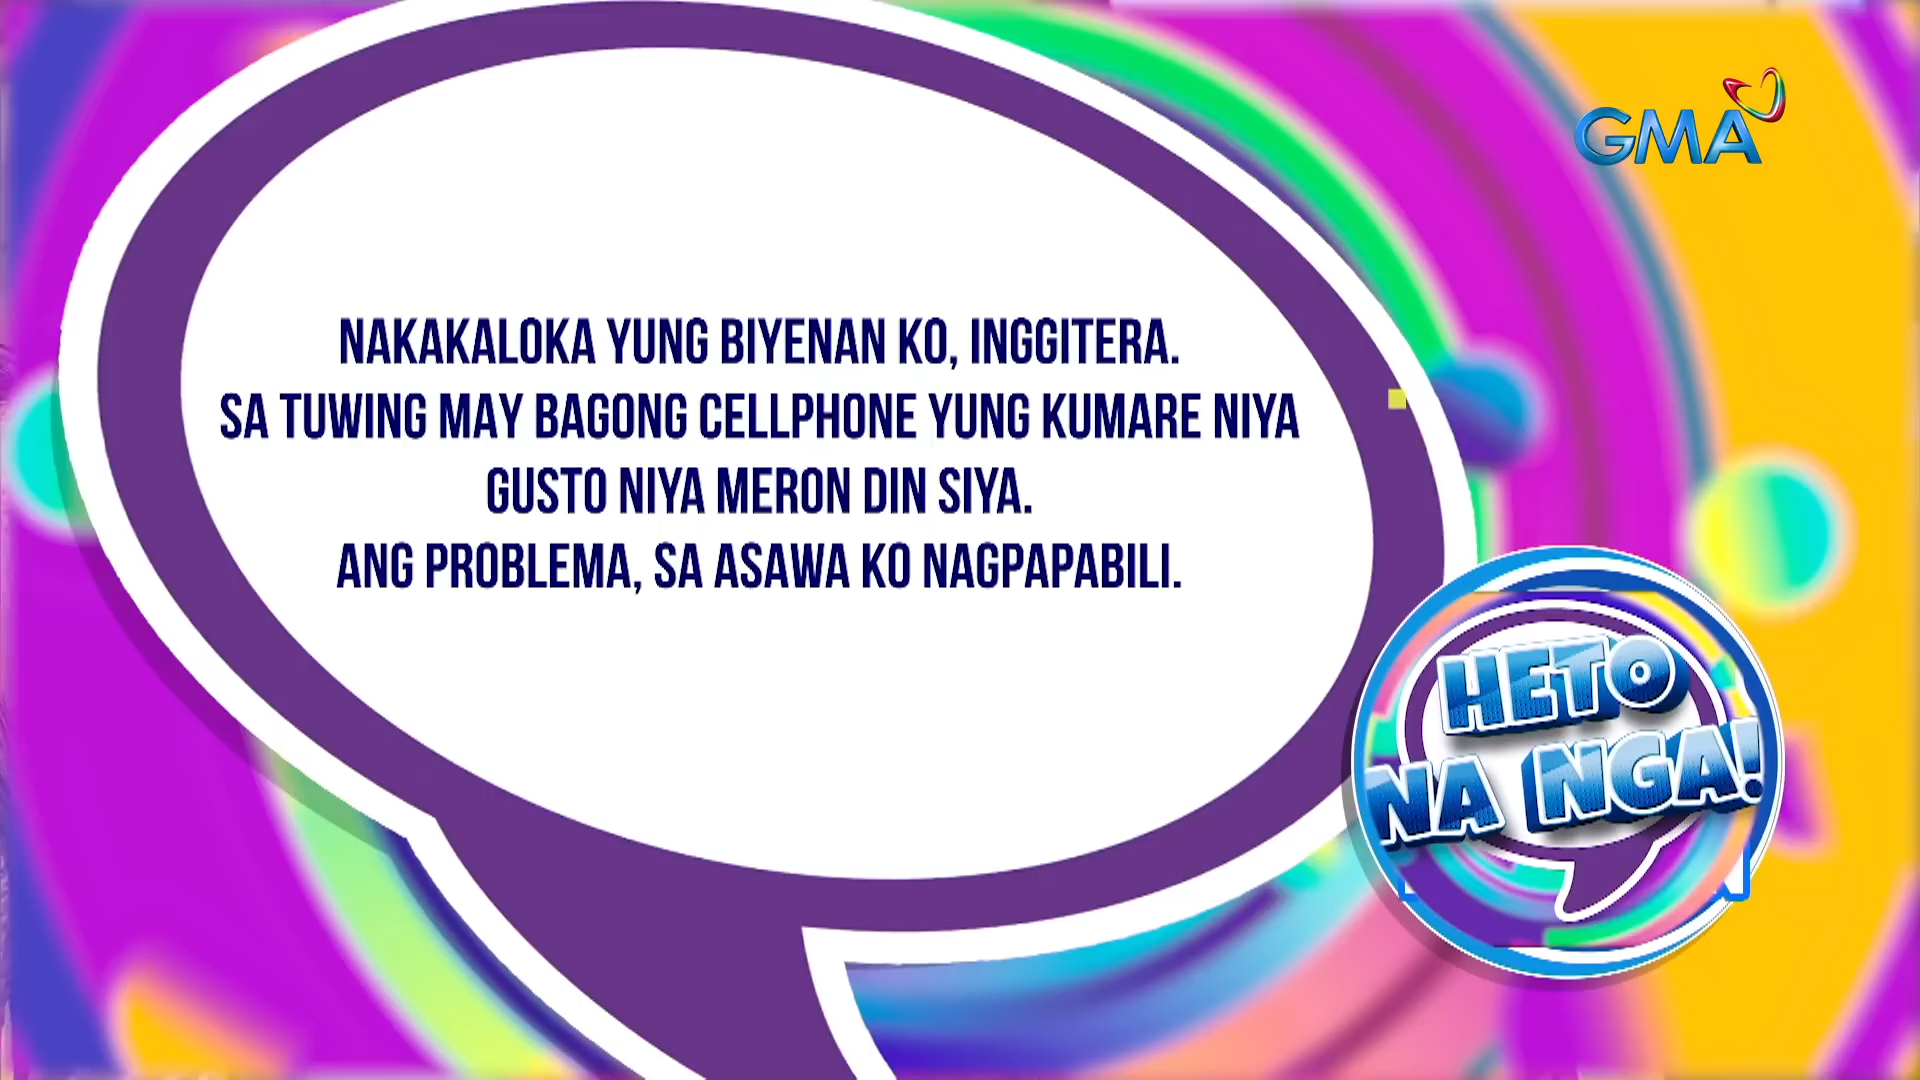 GMA
NAKAKALOKA YUNG BIYENAN KO, INGGITERA.
SA TUWING MAY BAGONG CELLPHONE YUNG KUMARE NIYA
GUSTO NIYA MERON DIN SIYA.
ANG PROBLEMA, SA ASAWA KO NAGPAPABILI.
HETO
NA NGA!